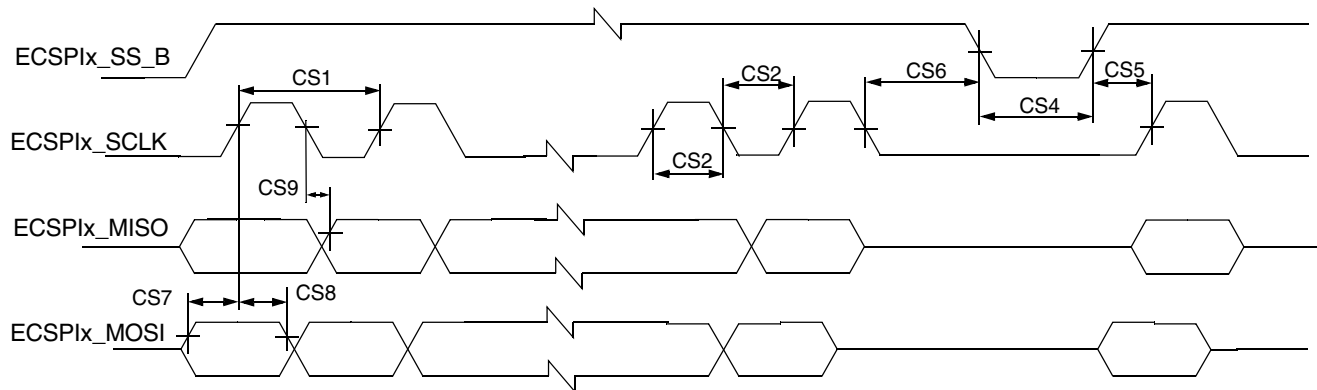 ECSPIx_SS_B
CS1
CS2
CS6
CS5
CS4
ECSPIx_SCLK
CS2
CS9
ECSPIx_MISO
CS7
CS8
ECSPIx_MOSI